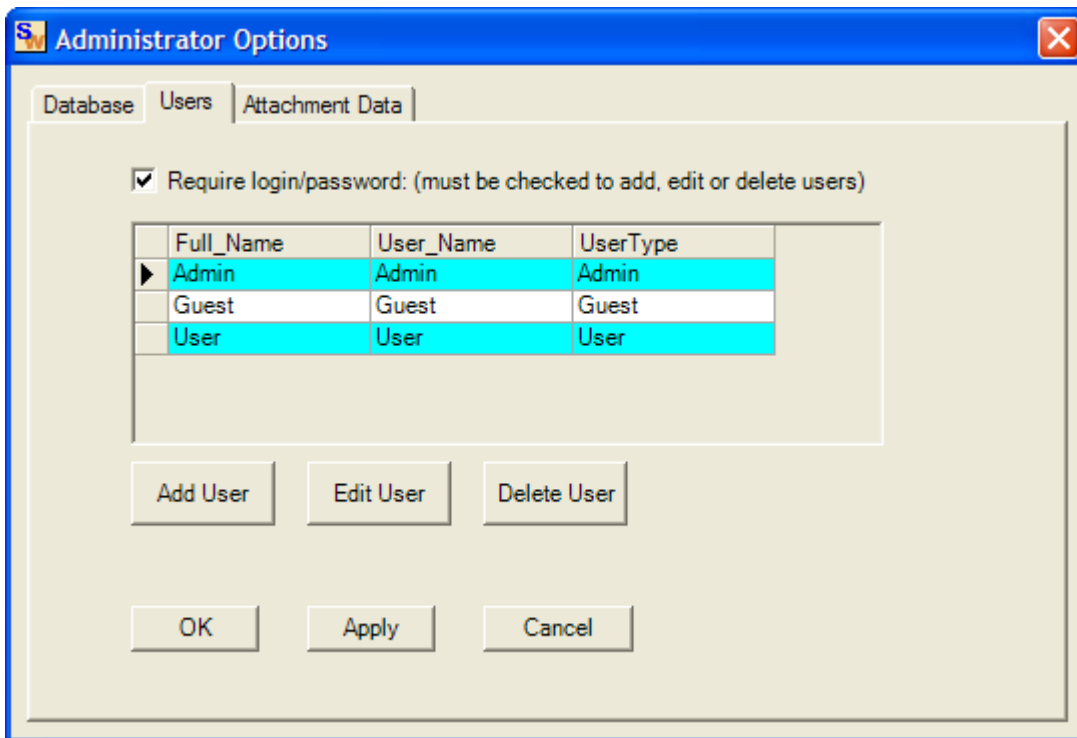 SW Administrator Options
Database Users Attachment Data
Require login/password: (must be checked to add, edit or delete users)
Full_Name User_Name UserType
Admin Admin Admin
Guest Guest Guest
User User User
Add User Edit User Delete User
OK Apply Cancel